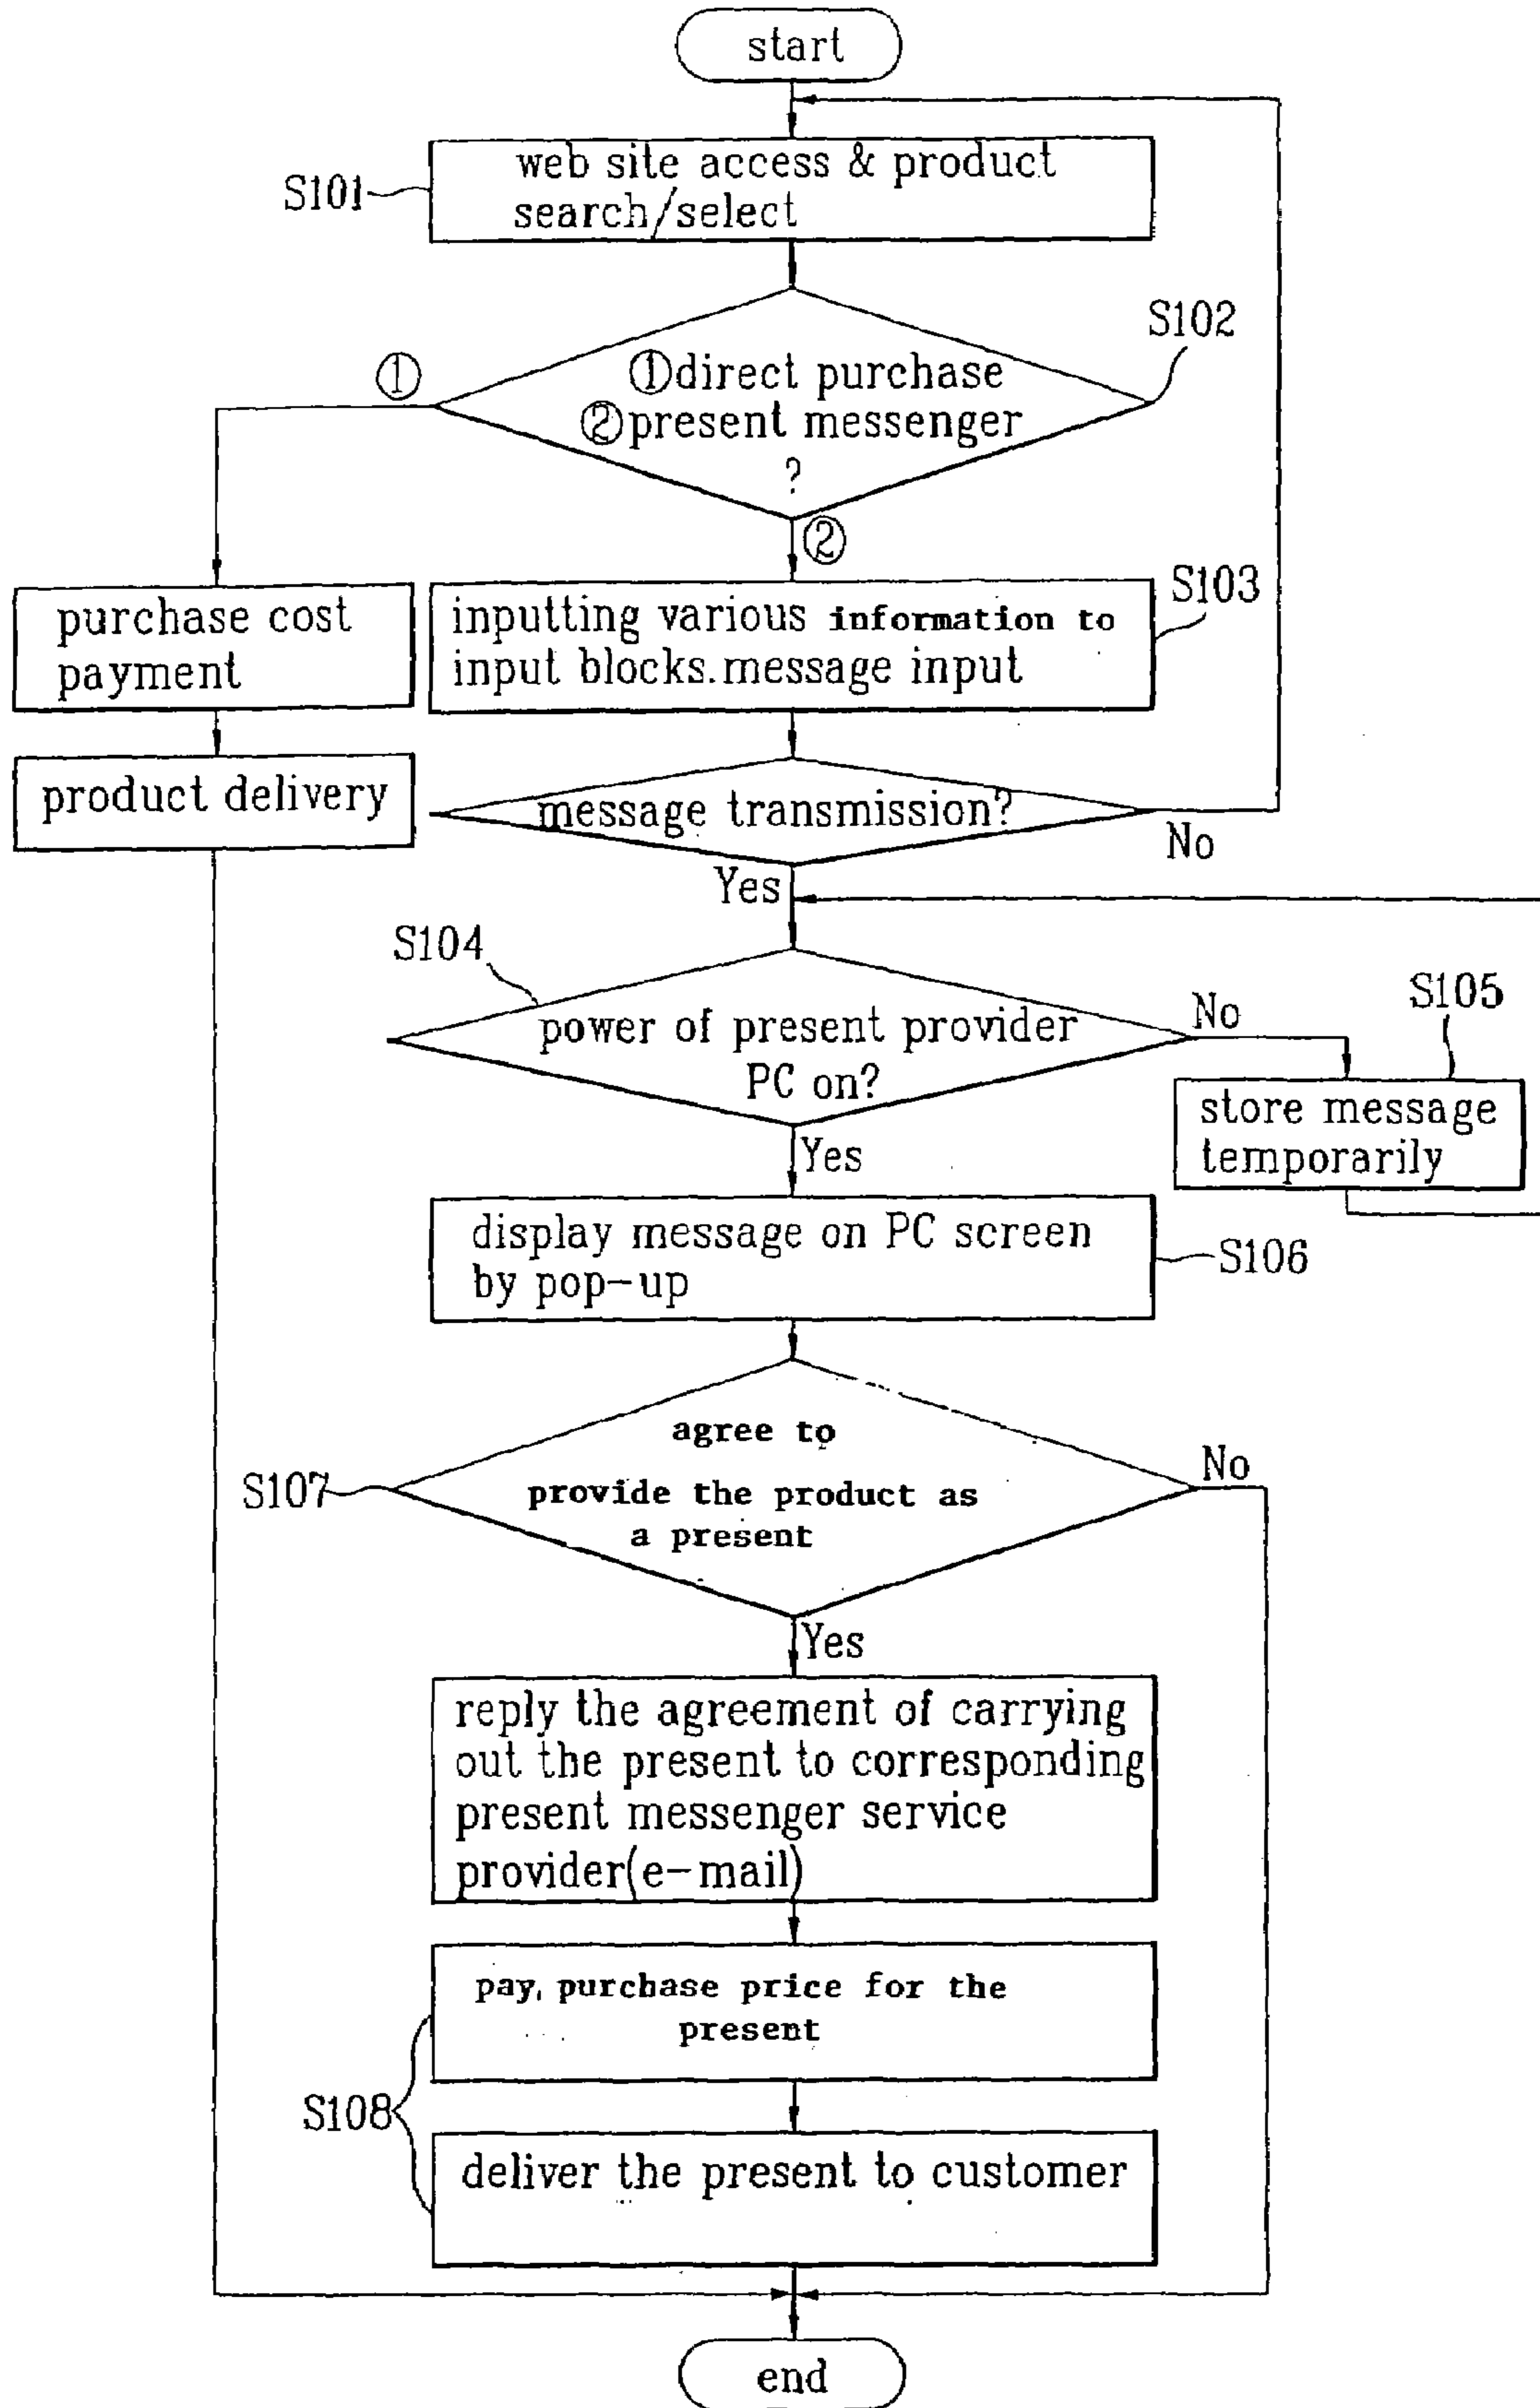 start
web site access & product
search/select
S101
S102
①
①direct purchase
②present messenger
?
②
purchase cost
payment
S103
inputting various information to
input blocks.message input
product delivery
message transmission?
No
Yes
S104
power of present provider
PC on?
No
S105
store message
temporarily
Yes
display message on PC screen
by pop-up
S106
agree to
provide the product as
a present
S107
No
Yes
reply the agreement of carrying
out the present to corresponding
present messenger service
provider(e-mail)
pay, purchase price for the
present
S108
deliver the present to customer
end